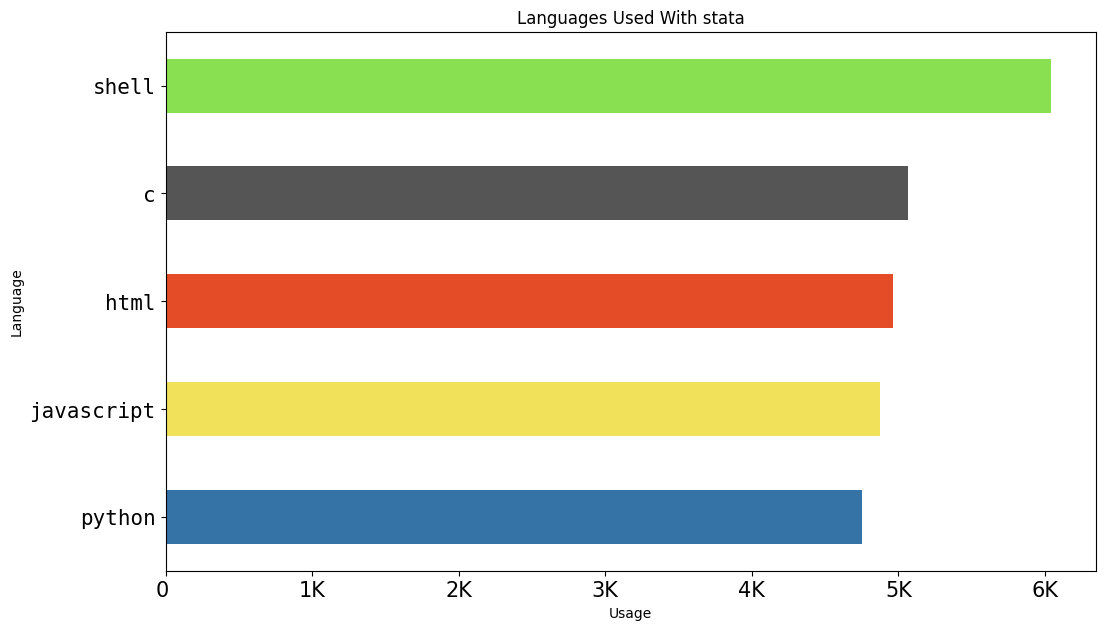 Languages Used With stata
shell
c
html
javascript
python
Language
0 1K 2K 3K 4K 5K 6K
Usage